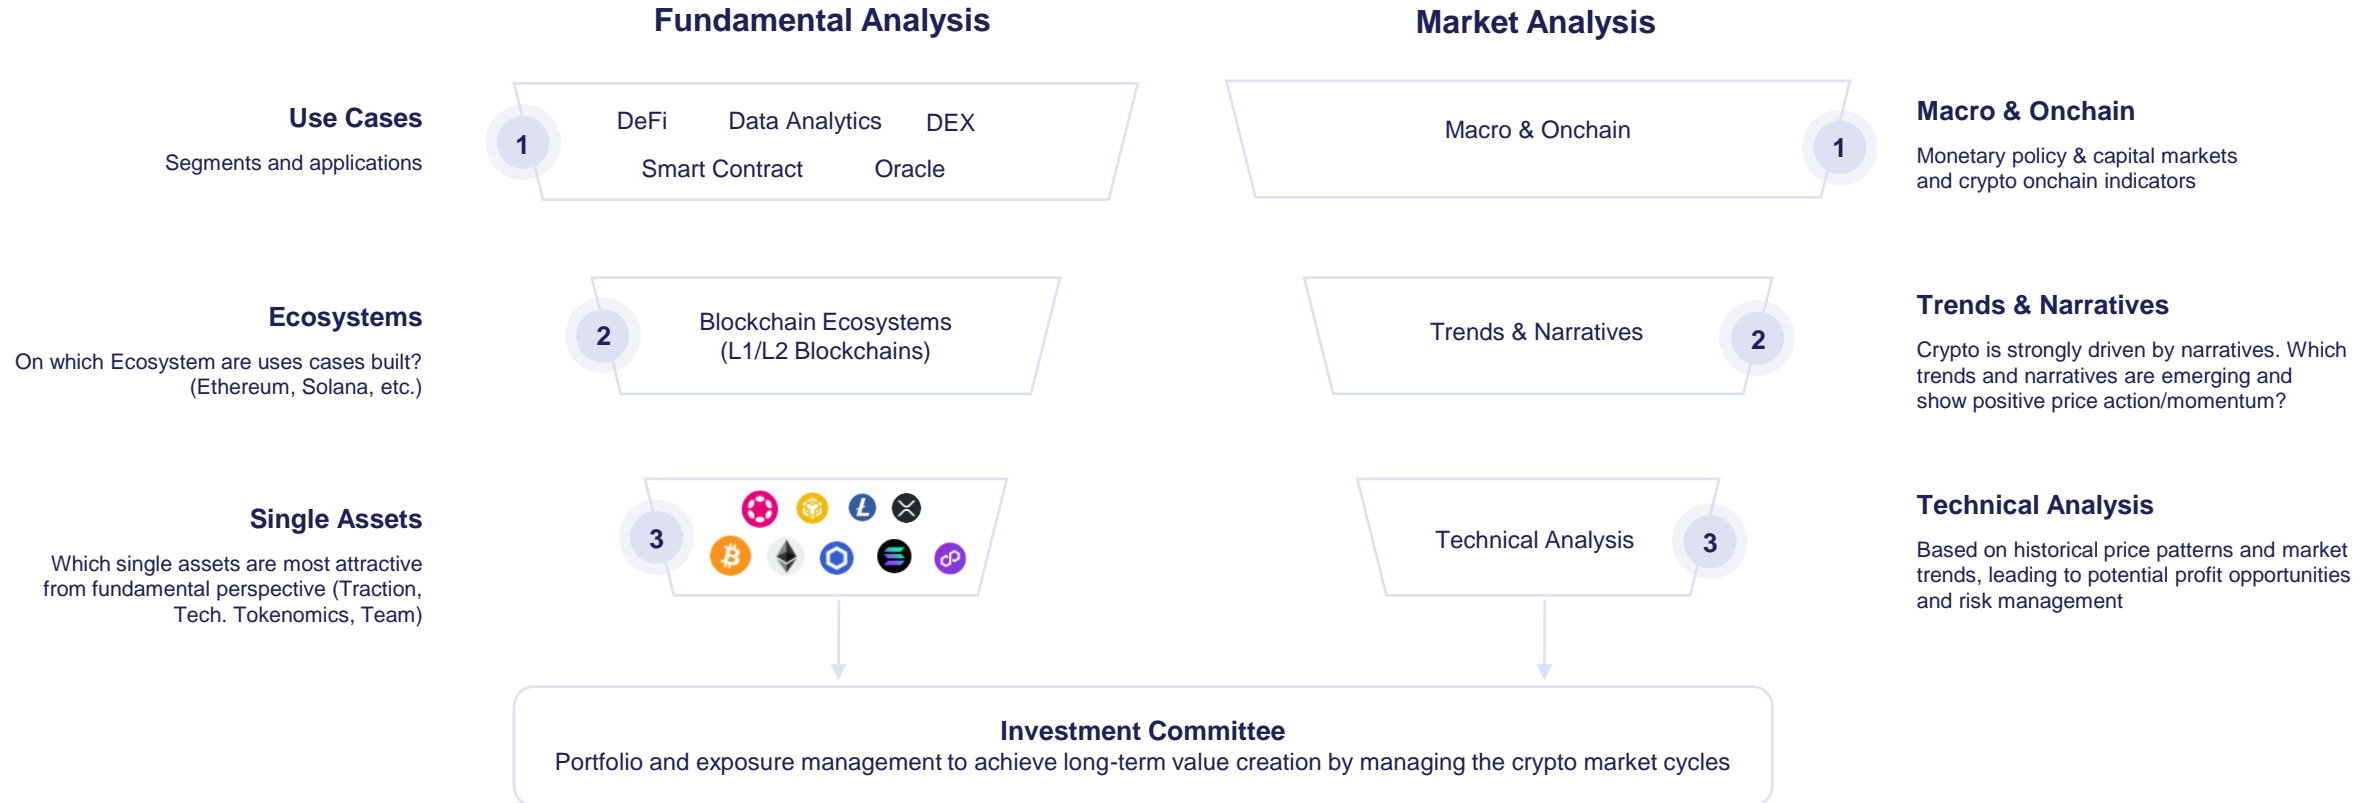 Fundamental Analysis
Use Cases
Segments and applications
1
DeFi
Data Analytics
DEX
Smart Contract
Oracle
Ecosystems
On which Ecosystem are uses cases built?
(Ethereum, Solana, etc.)
2
Blockchain Ecosystems
(L1/L2 Blockchains)
Single Assets
Which single assets are most attractive
from fundamental perspective (Traction,
Tech. Tokenomics, Team)
3
Market Analysis
Macro & Onchain
1
Macro & Onchain
Monetary policy & capital markets
and crypto onchain indicators
Trends & Narratives
2
Trends & Narratives
Crypto is strongly driven by narratives. Which
trends and narratives are emerging and
show positive price action/momentum?
Technical Analysis
3
Technical Analysis
Based on historical price patterns and market
trends, leading to potential profit opportunities
and risk management
Investment Committee
Portfolio and exposure management to achieve long-term value creation by managing the crypto market cycles